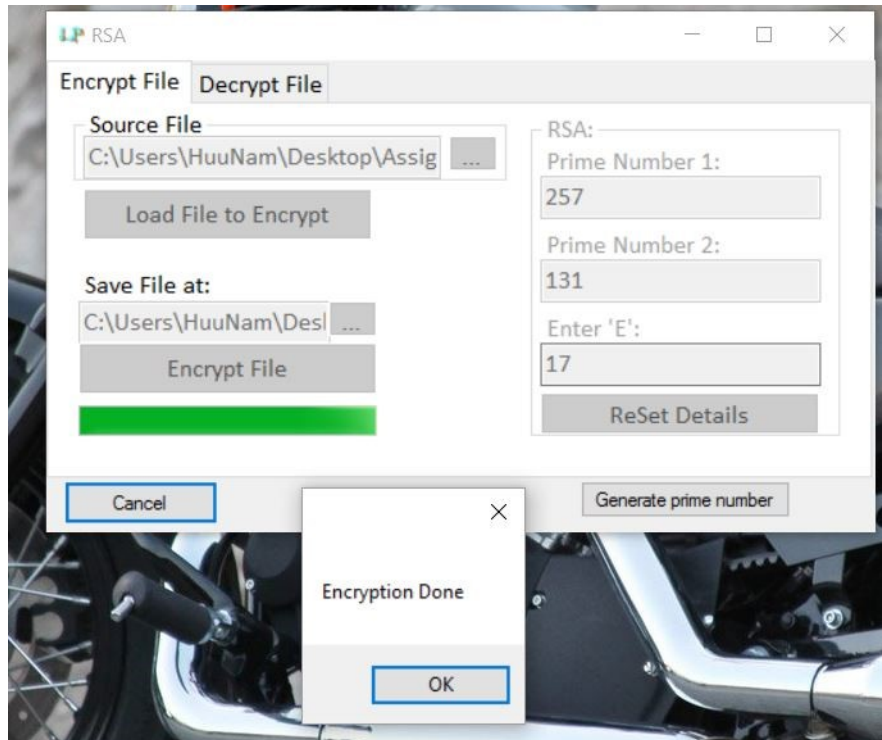 LP RSA
Encrypt File Decrypt File
Source File
C:\Users\HuuNam\Desktop\Assig ...
Load File to Encrypt
Save File at:
C:\Users\HuuNam\Desl ...
Encrypt File
RSA:
Prime Number 1:
257
Prime Number 2:
131
Enter 'E':
17
ReSet Details
Cancel
Generate prime number
Encryption Done
OK